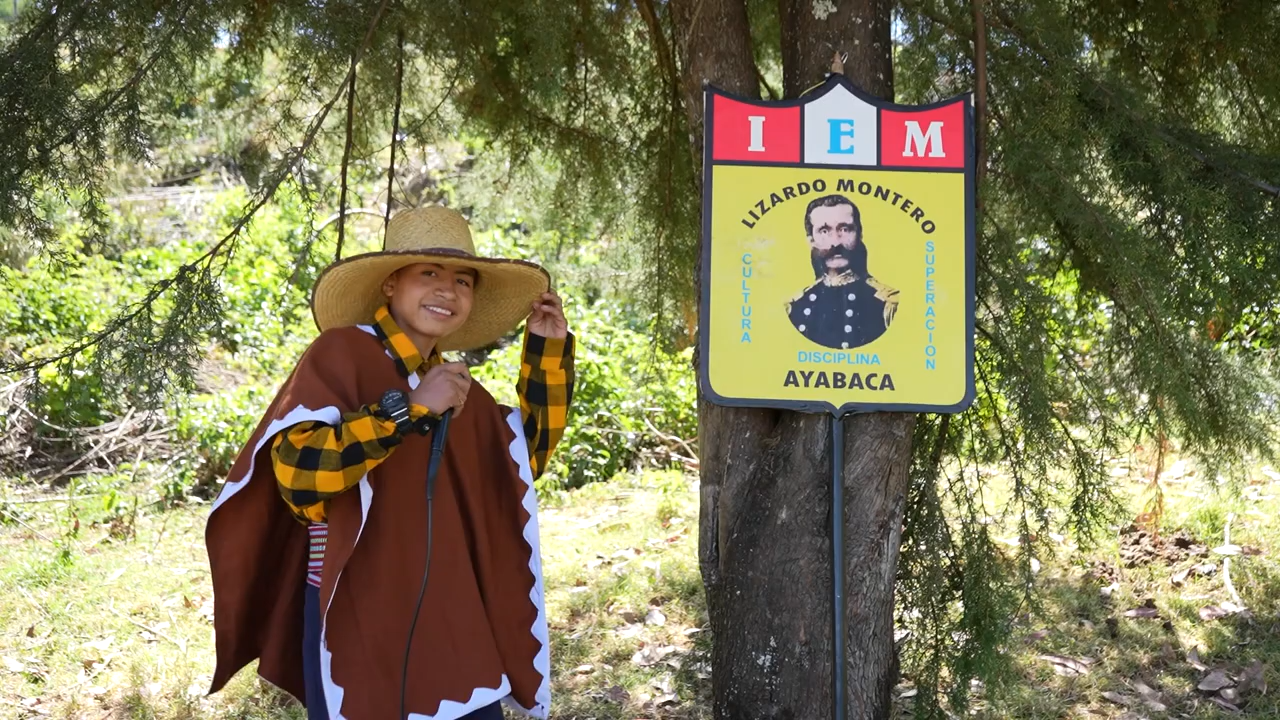 I E M
LIZARDO MONTERO
CULTURA
SUPERACION
DISCIPLINA
AYABACA